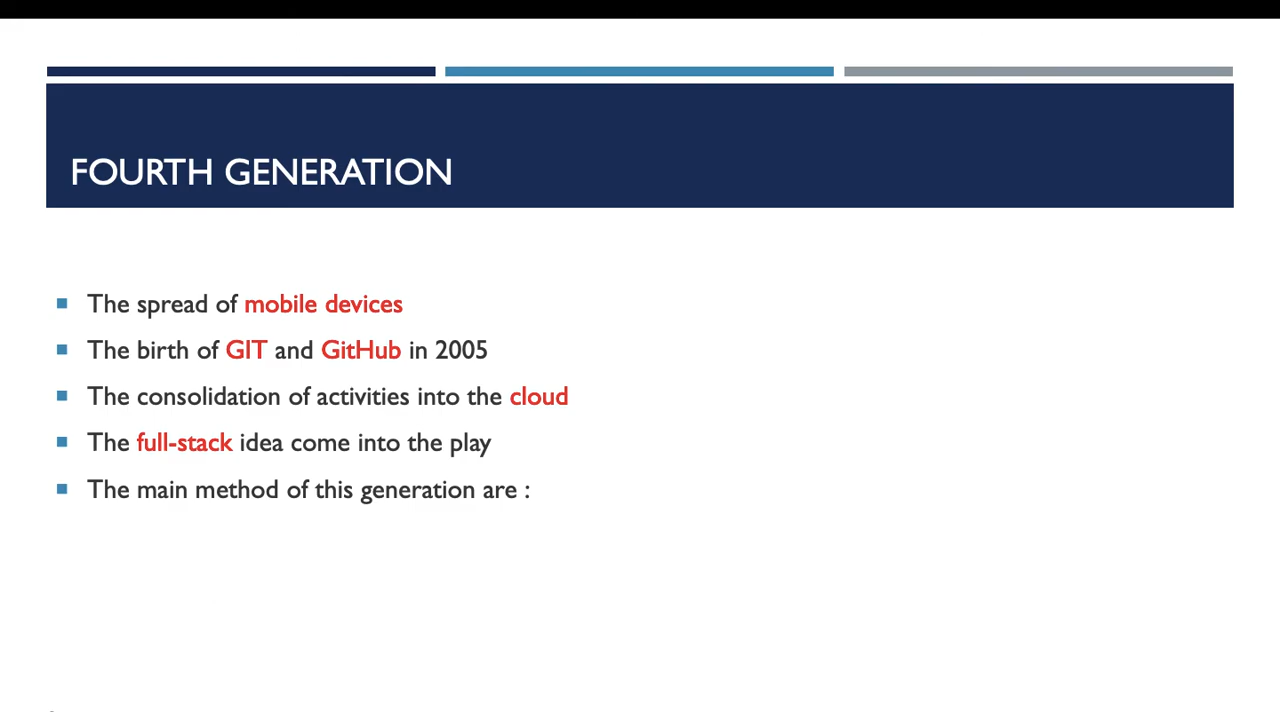 FOURTH GENERATION
The spread of mobile devices
The birth of GIT and GitHub in 2005
The consolidation of activities into the cloud
The full-stack idea come into the play
The main method of this generation are :